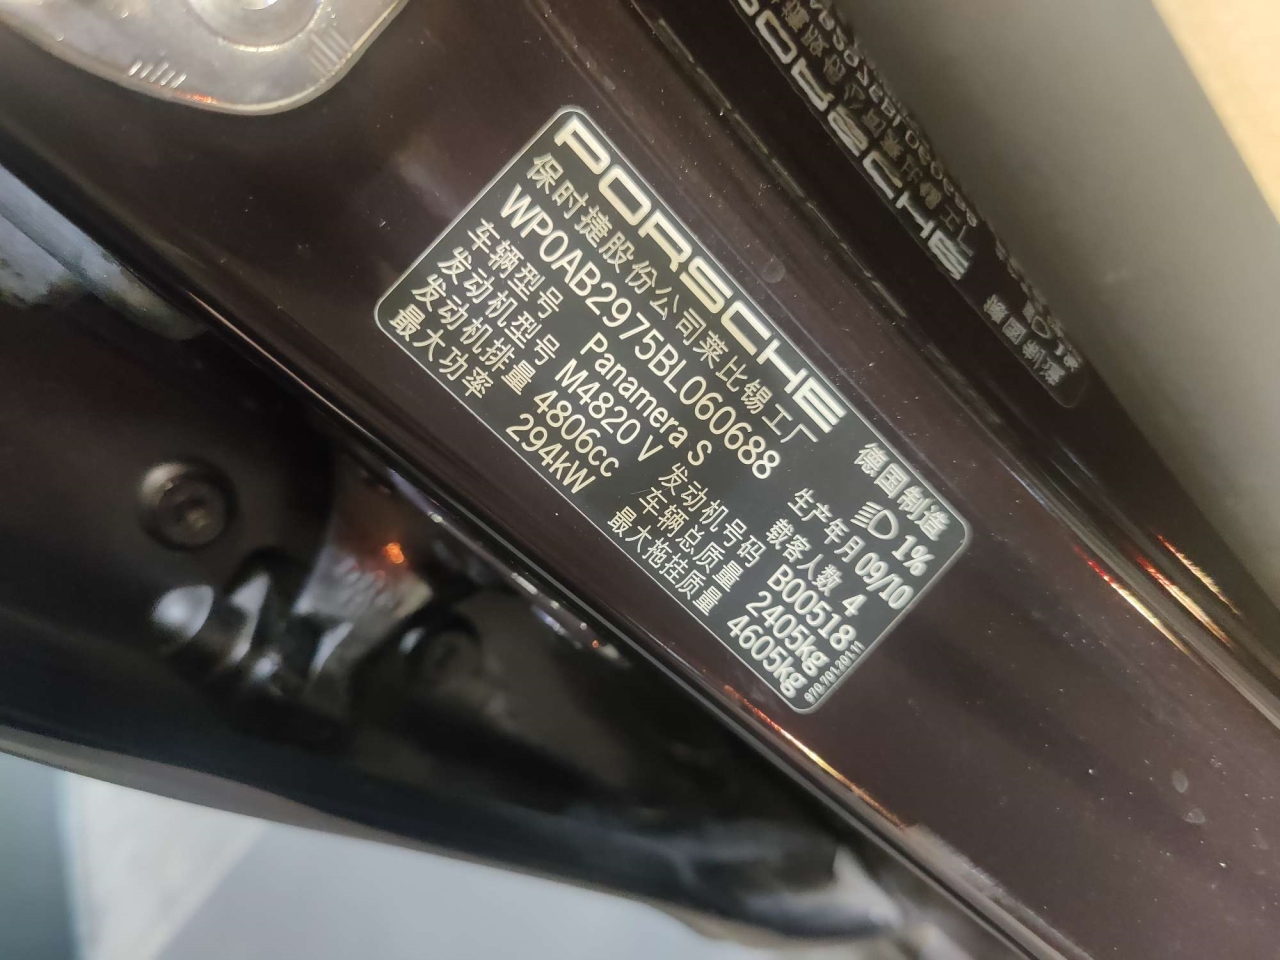 PORSCHE
保时捷股份公司莱比锡工厂 德国制造
WP0AB2975BL060688 1%
车辆型号 Panamera S 生产年月 09/10
发动机型号 M4820 V 载客人数 4
发动机排量 4806cc 发动机号码 B00518
最大功率 294kW 车辆总质量 2405kg
最大拖挂质量 4605kg
970.701.201.11
PORSCHE
德国制造